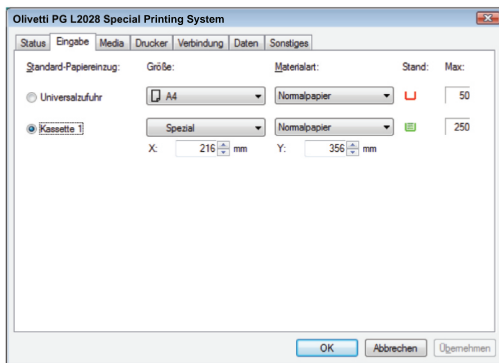 Olivetti PG L2028 Special Printing System
Status Eingabe Media Drucker Verbindung Daten Sonstiges
Standard-Papiereinzug: Größe: Materialart: Stand: Max:
Universalzufuhr A4 Normalpapier 50
Kassette 1 Spezial Normalpapier 250
X: 216 mm Y: 356 mm
OK Abbrechen Übernehmen